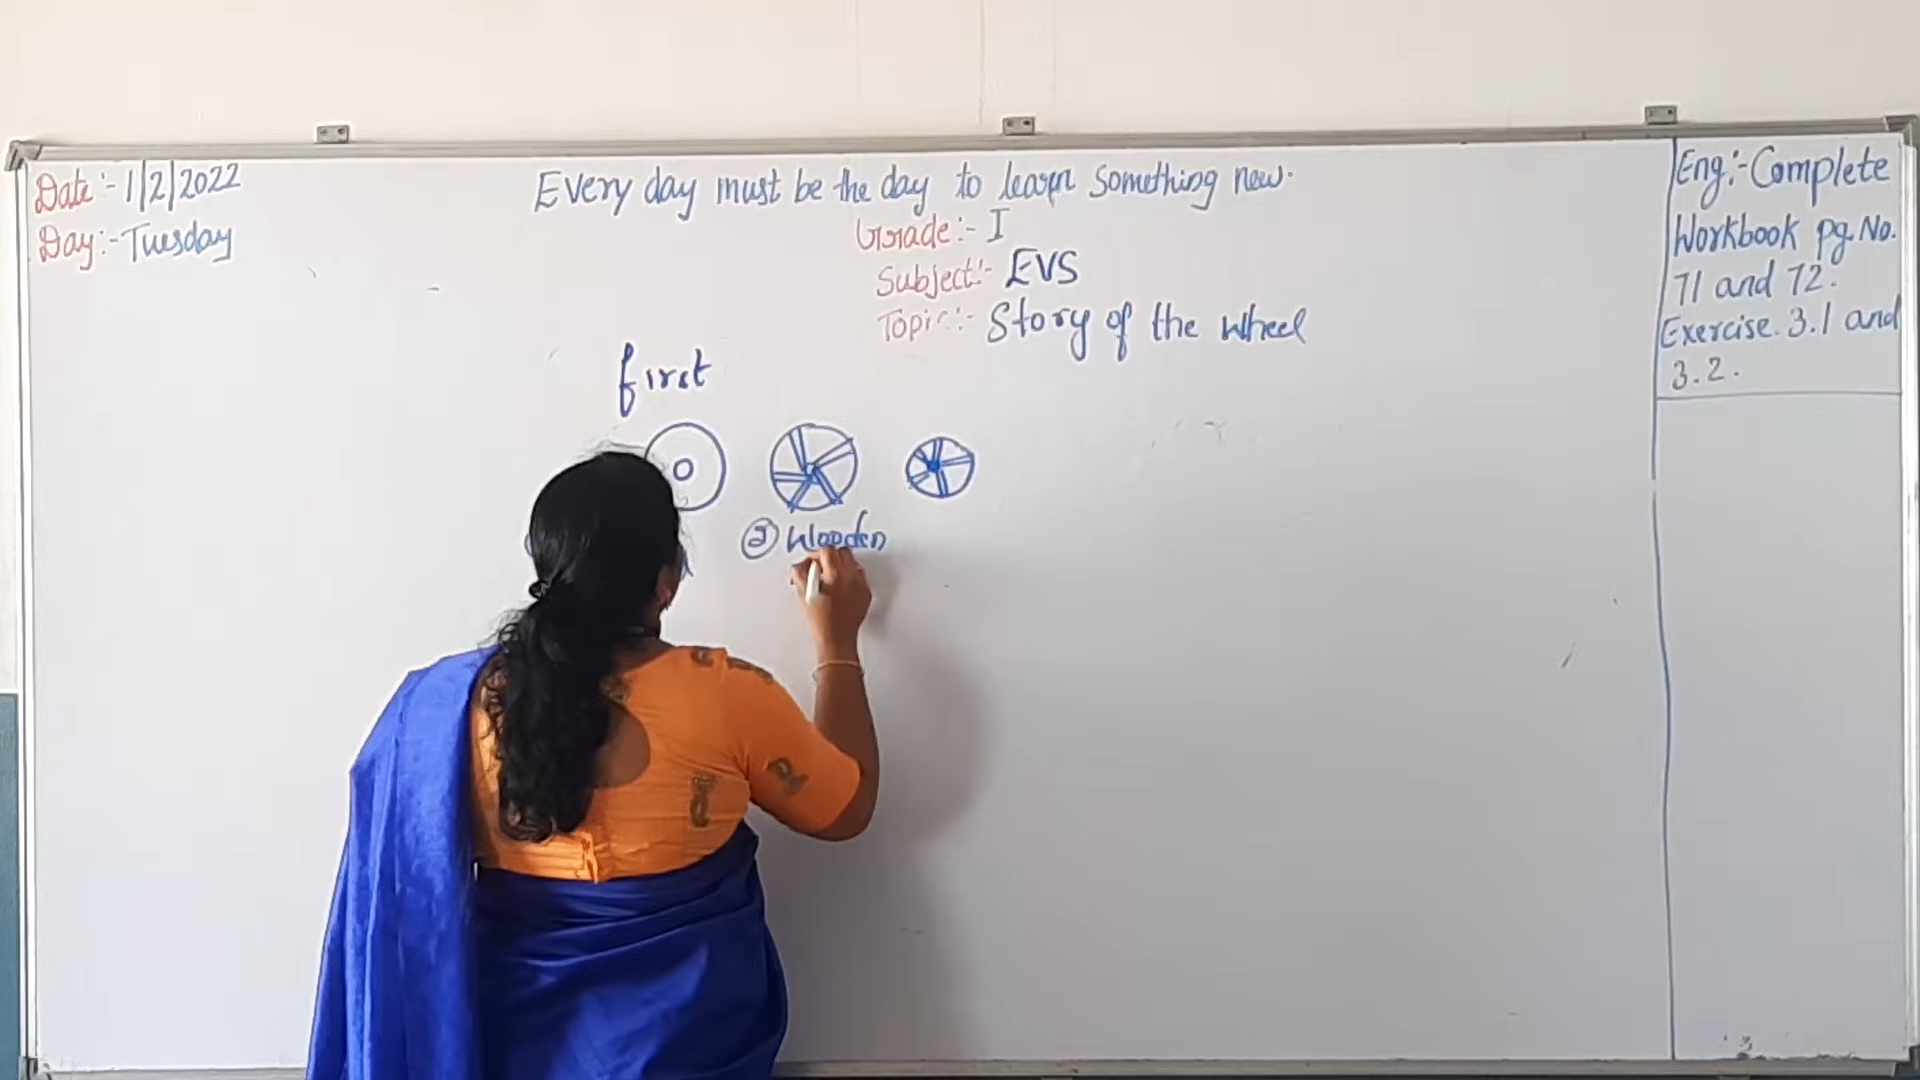 Date:- 1/2/2022
Day:- Tuesday
Every day must be the day to learn something new.
Grade:- I
Subject:- EVS
Topic:- Story of the wheel
first
② Wooden
Eng:- Complete
Workbook pg.No.
71 and 72.
Exercise. 3.1 and
3.2.